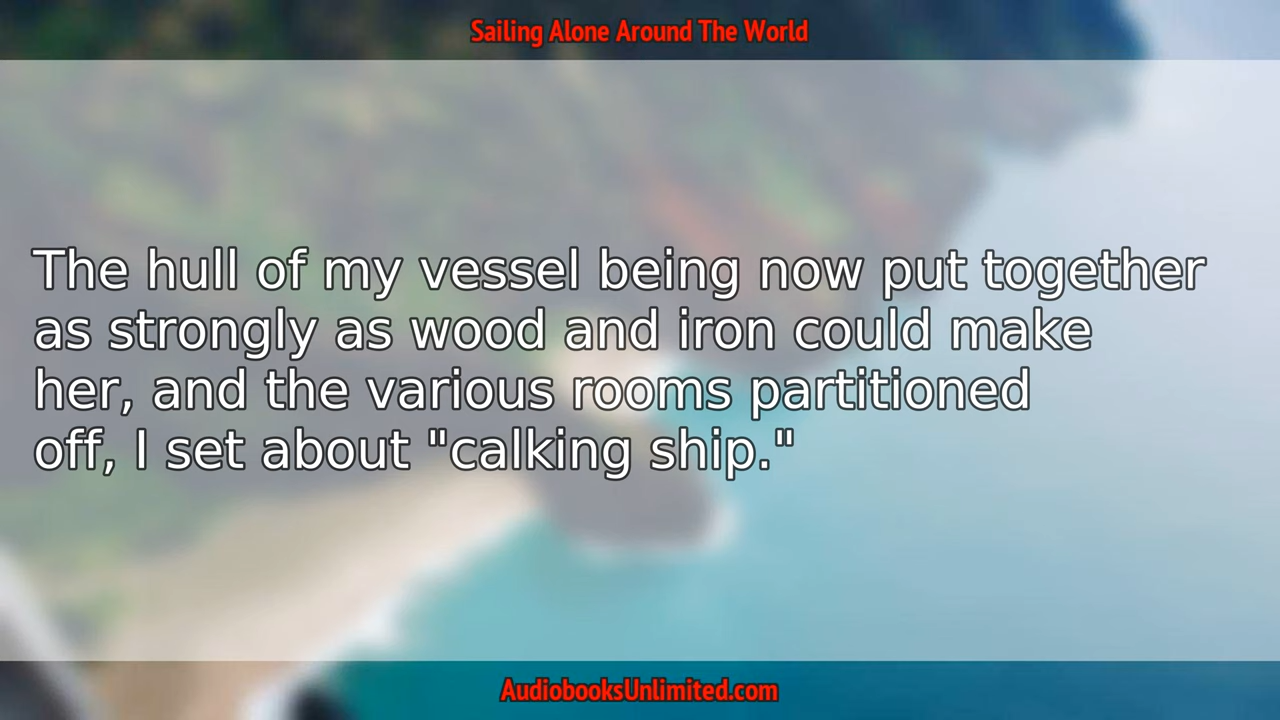 Sailing Alone Around The World
The hull of my vessel being now put together
as strongly as wood and iron could make
her, and the various rooms partitioned
off, I set about "calking ship."
AudiobooksUnlimited.com